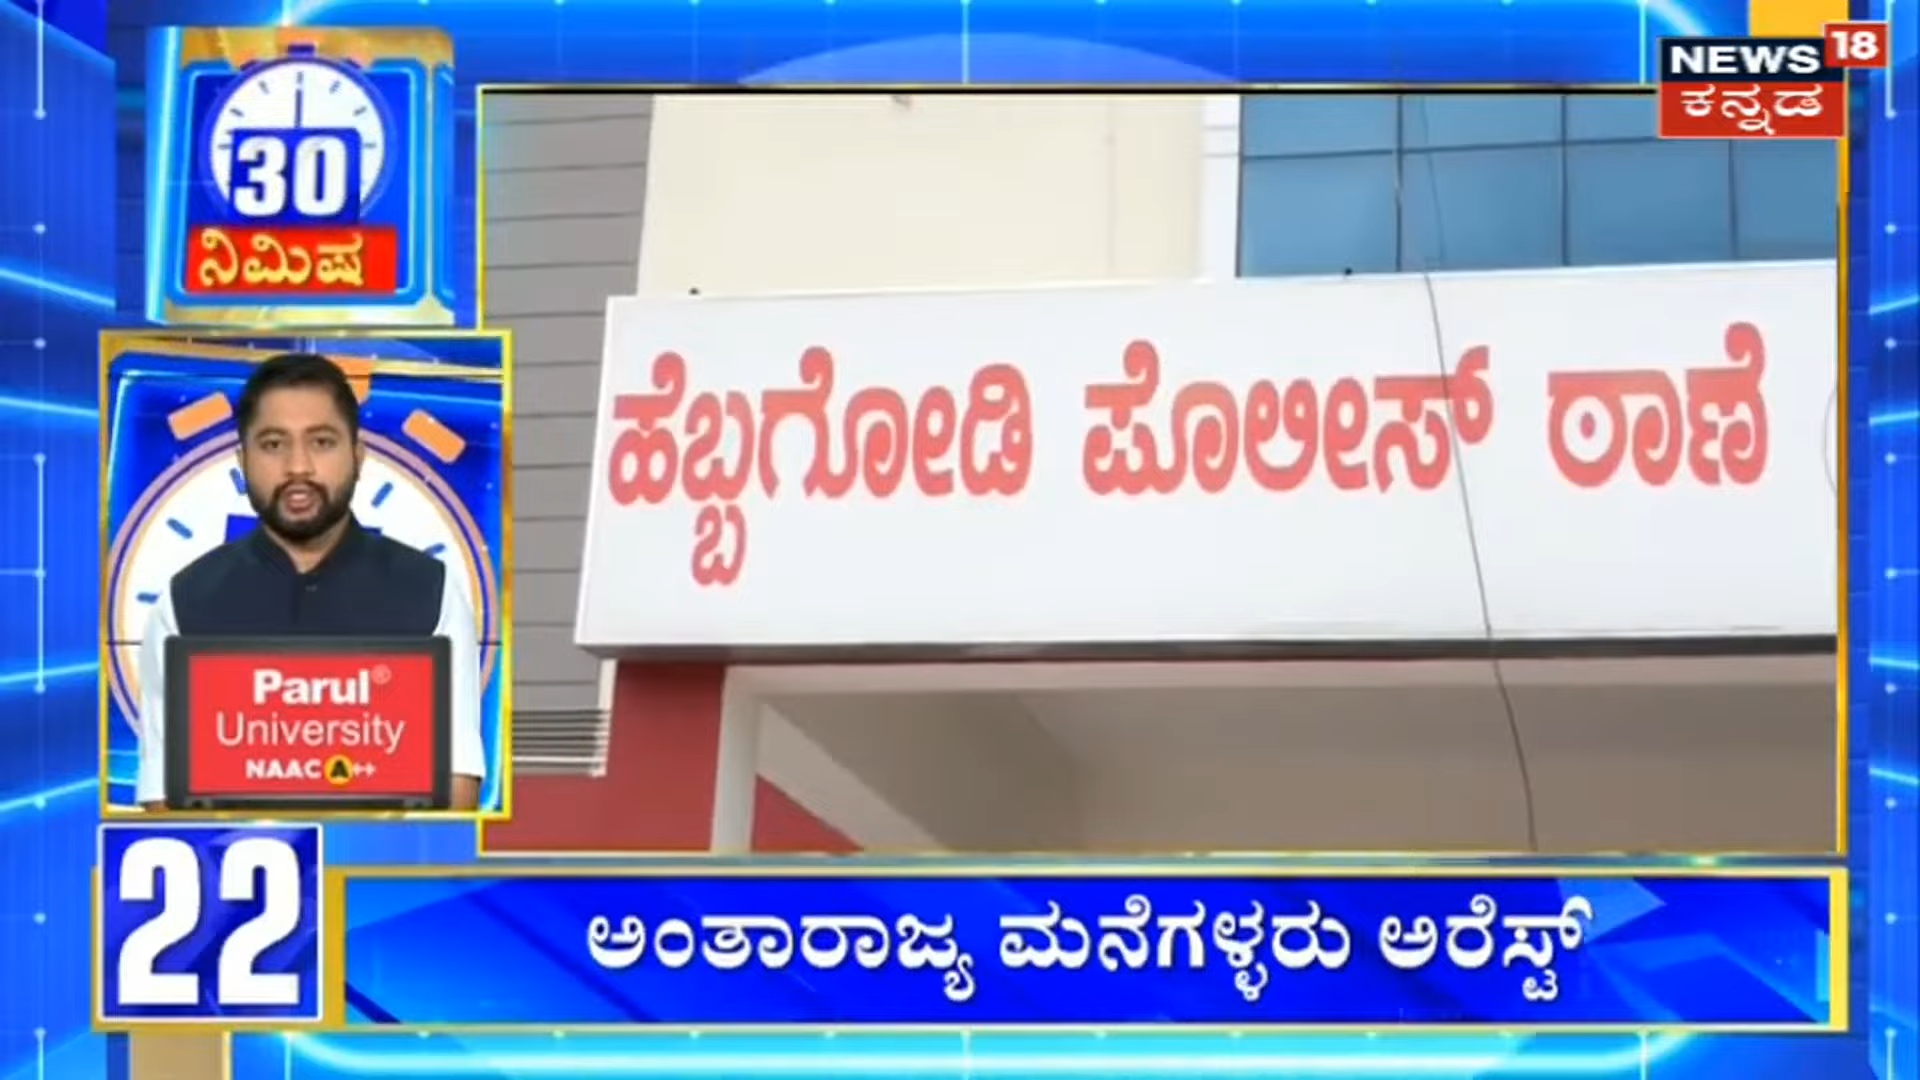 NEWS 18
ಕನ್ನಡ
30
ನಿಮಿಷ
ಹೆಬ್ಬಗೋಡಿ ಪೊಲೀಸ್ ಠಾಣೆ
Parul®
University
NAAC A++
22
ಅಂತಾರಾಜ್ಯ ಮನೆಗಳ್ಳರು ಅರೆಸ್ಟ್